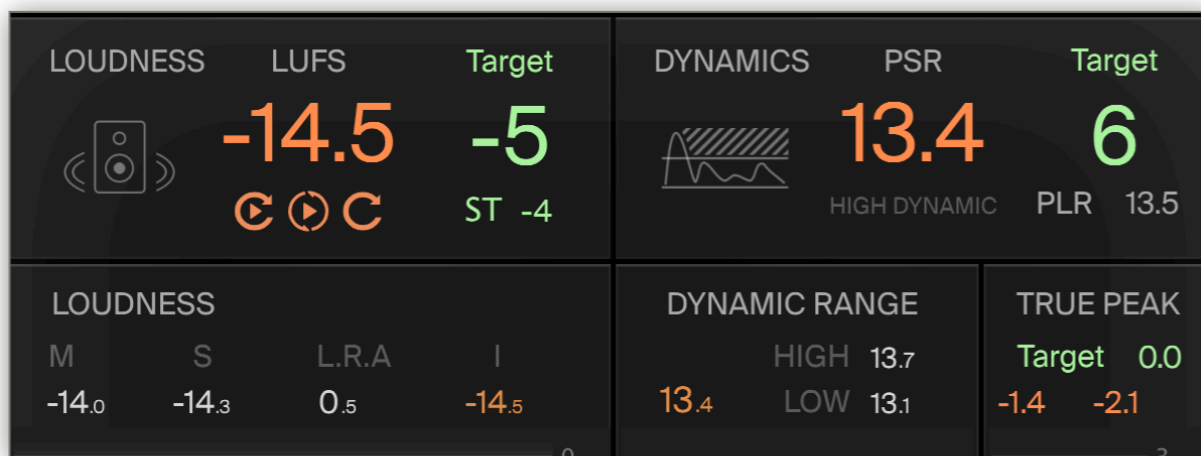 LOUDNESS LUFS Target
-14.5 -5
ST -4
DYNAMICS PSR Target
13.4 6
HIGH DYNAMIC PLR 13.5
LOUDNESS
M S L.R.A I
-14.0 -14.3 0.5 -14.5
DYNAMIC RANGE
HIGH 13.7
13.4 LOW 13.1
TRUE PEAK
Target 0.0
-1.4 -2.1